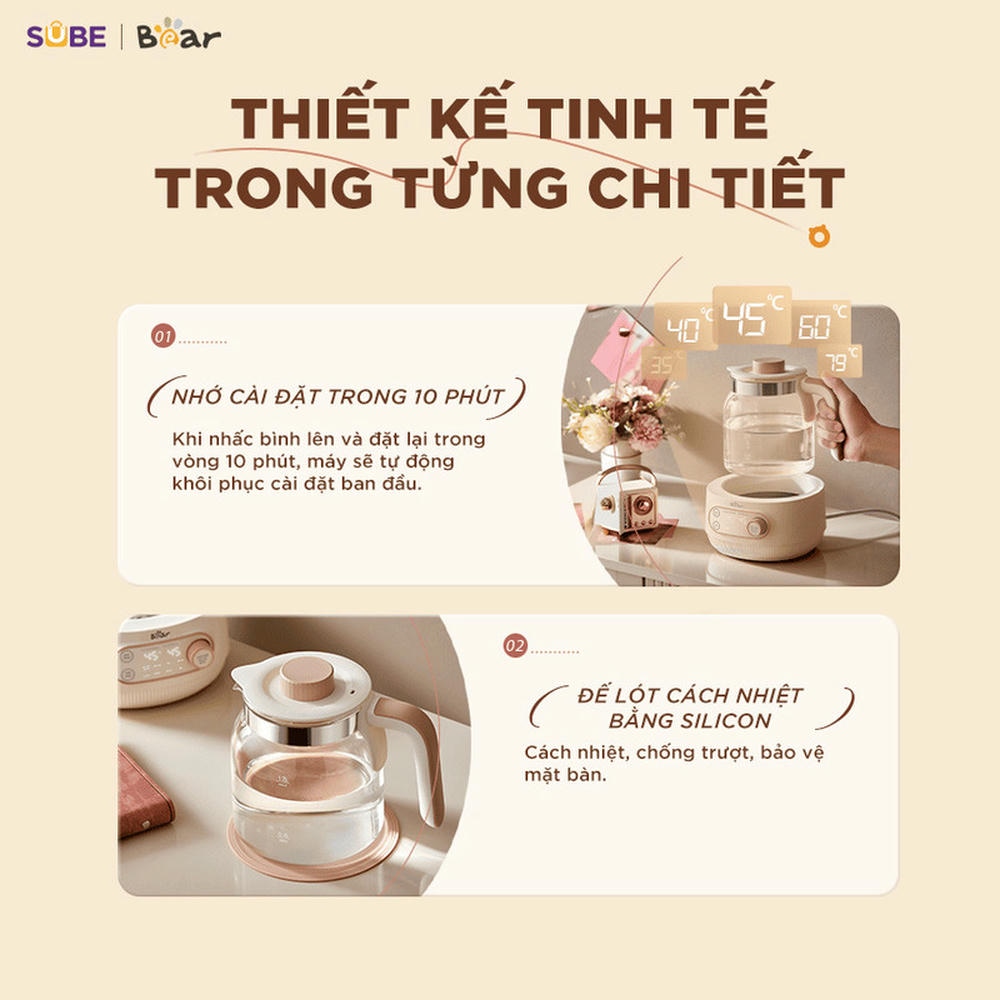 SUBE | Bear
THIẾT KẾ TINH TẾ
TRONG TỪNG CHI TIẾT
01
NHỚ CÀI ĐẶT TRONG 10 PHÚT
Khi nhấc bình lên và đặt lại trong
vòng 10 phút, máy sẽ tự động
khôi phục cài đặt ban đầu.
35°C
40°C
45°C
60°C
79°C
Bear
45° 45°
02
ĐẾ LÓT CÁCH NHIỆT
BẰNG SILICON
Cách nhiệt, chống trượt, bảo vệ
mặt bàn.